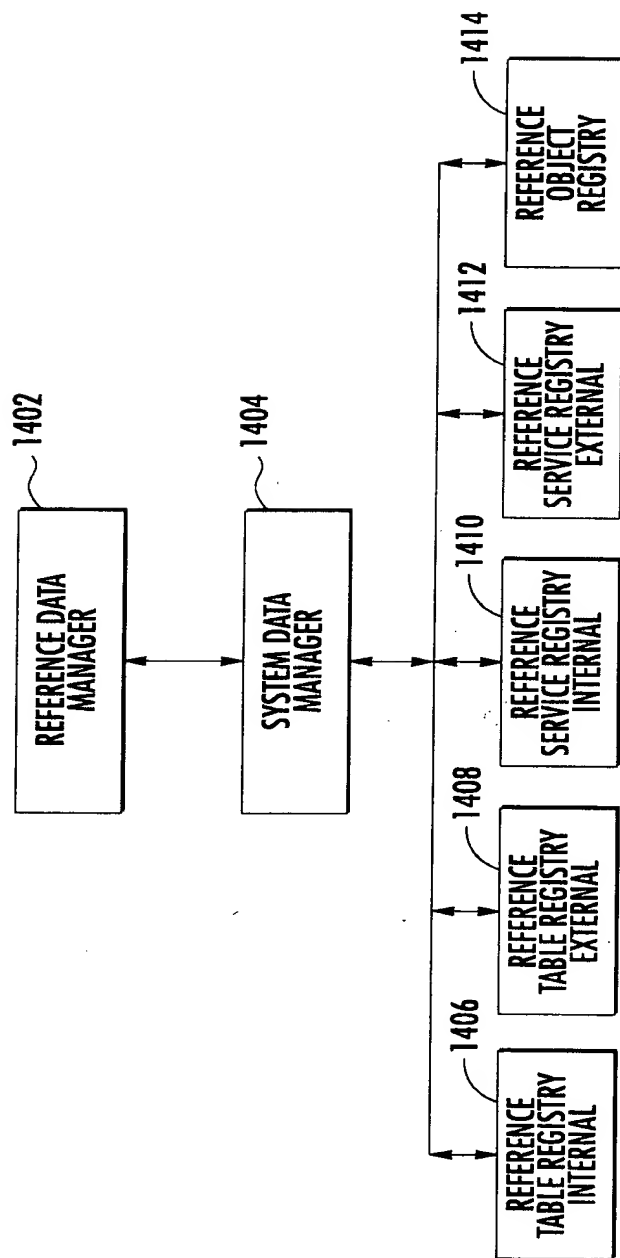 1402
REFERENCE DATA
MANAGER
1404
SYSTEM DATA
MANAGER
1406
REFERENCE
TABLE REGISTRY
INTERNAL
1408
REFERENCE
TABLE REGISTRY
EXTERNAL
1410
REFERENCE
SERVICE REGISTRY
INTERNAL
1412
REFERENCE
SERVICE REGISTRY
EXTERNAL
1414
REFERENCE
OBJECT
REGISTRY